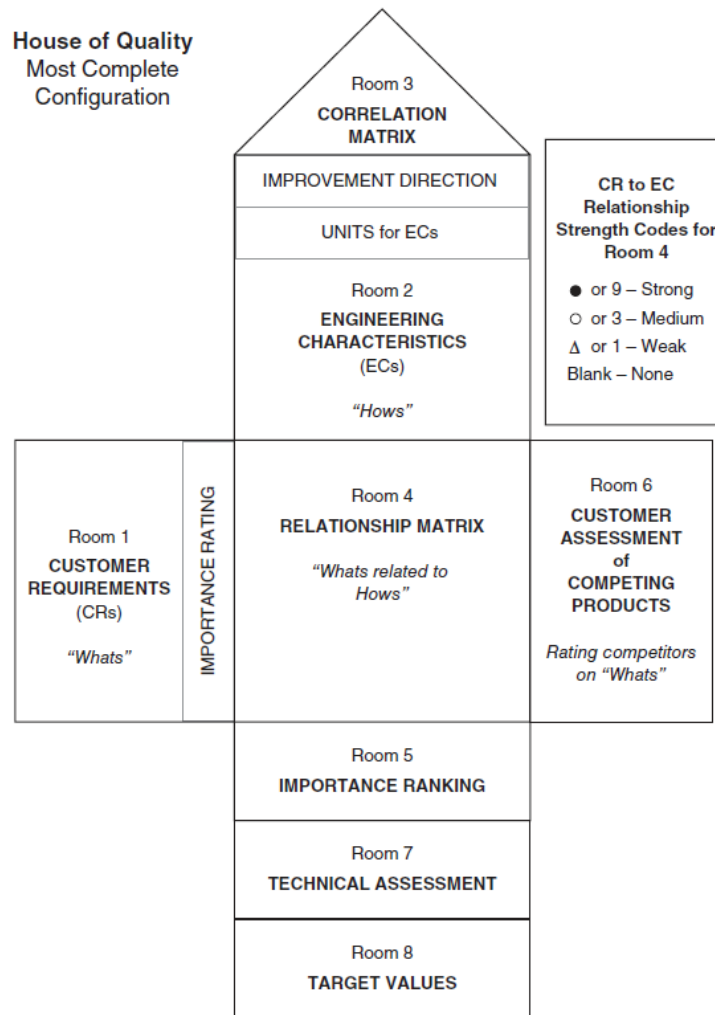 House of Quality
Most Complete
Configuration
Room 3
CORRELATION
MATRIX
IMPROVEMENT DIRECTION
UNITS for ECs
Room 2
ENGINEERING
CHARACTERISTICS
(ECs)
“Hows”
CR to EC
Relationship
Strength Codes for
Room 4
● or 9 – Strong
○ or 3 – Medium
Δ or 1 – Weak
Blank – None
Room 1
CUSTOMER
REQUIREMENTS
(CRs)
“Whats”
IMPORTANCE RATING
Room 4
RELATIONSHIP MATRIX
“Whats related to
Hows”
Room 6
CUSTOMER
ASSESSMENT
of
COMPETING
PRODUCTS
Rating competitors
on “Whats”
Room 5
IMPORTANCE RANKING
Room 7
TECHNICAL ASSESSMENT
Room 8
TARGET VALUES